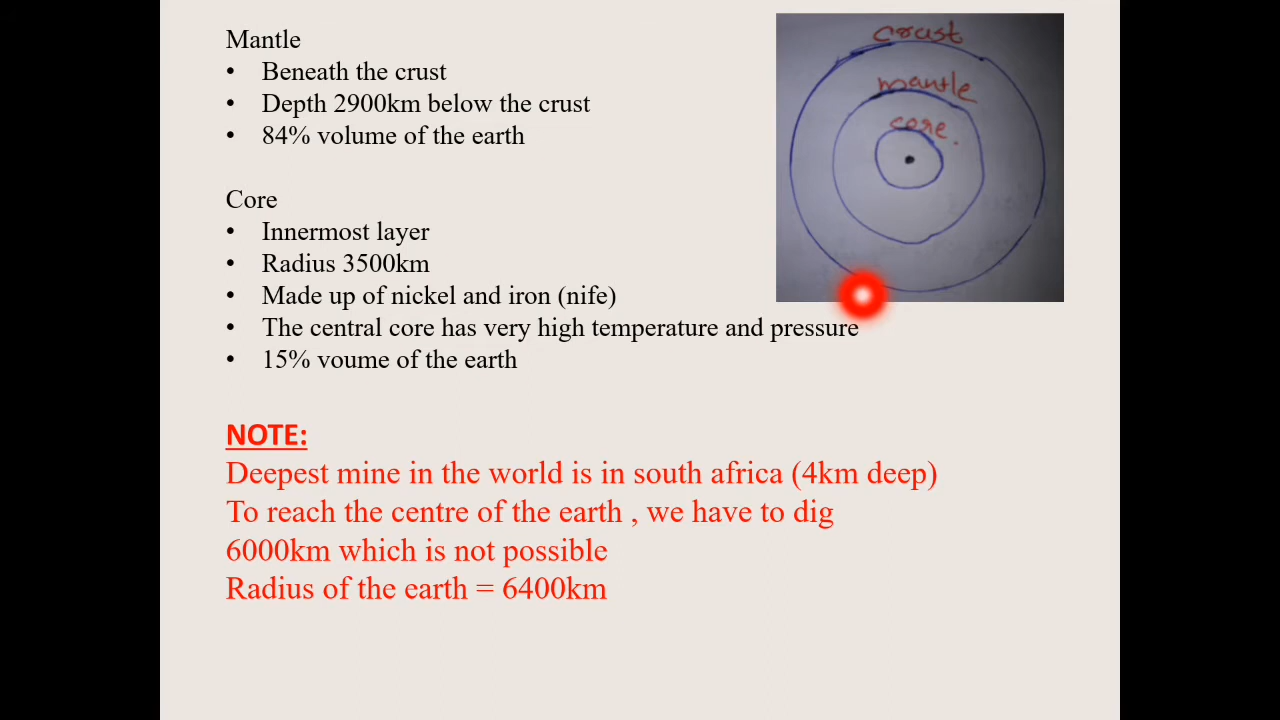 Mantle
• Beneath the crust
• Depth 2900km below the crust
• 84% volume of the earth
Core
• Innermost layer
• Radius 3500km
• Made up of nickel and iron (nife)
• The central core has very high temperature and pressure
• 15% voume of the earth
NOTE:
Deepest mine in the world is in south africa (4km deep)
To reach the centre of the earth , we have to dig
6000km which is not possible
Radius of the earth = 6400km
crust
mantle
core.